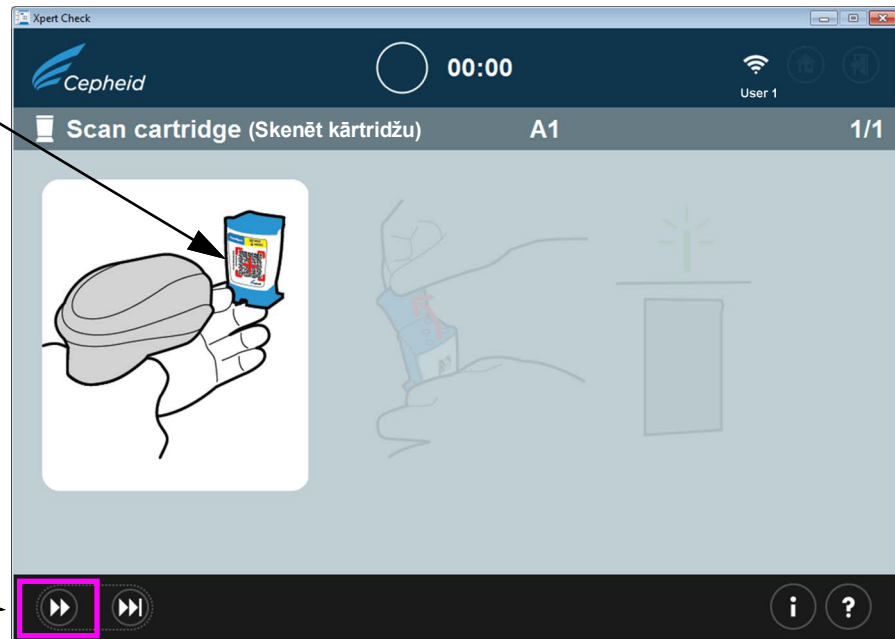 Xpert Check
Cepheid
00:00
User 1
Scan cartridge (Skenēt kārtridžu) A1 1/1
i ?